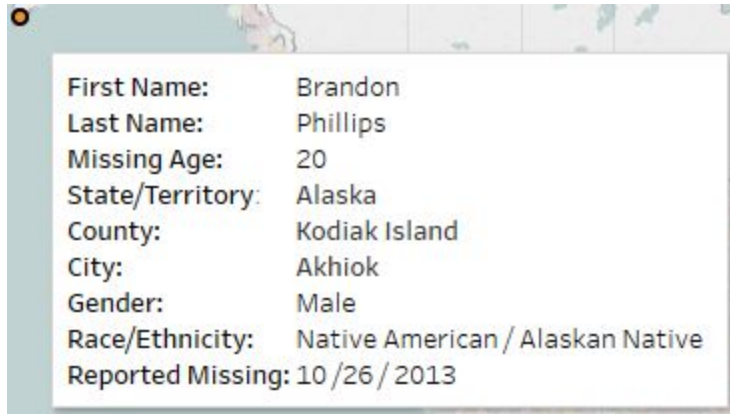 First Name: Brandon
Last Name: Phillips
Missing Age: 20
State/Territory: Alaska
County: Kodiak Island
City: Akhiok
Gender: Male
Race/Ethnicity: Native American / Alaskan Native
Reported Missing: 10 /26 / 2013